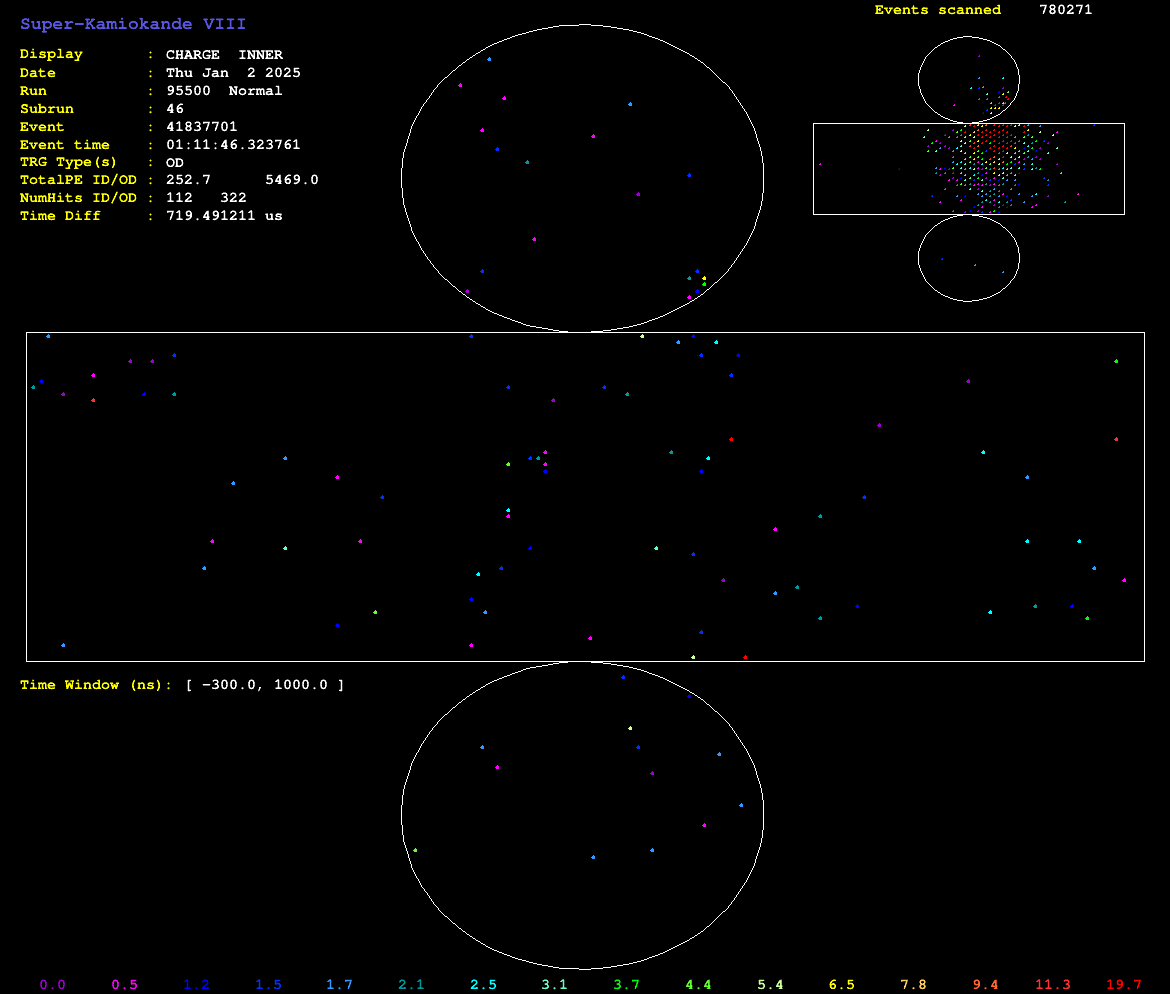 Super-Kamiokande VIII
Events scanned 780271
Display : CHARGE INNER
Date : Thu Jan 2 2025
Run : 95500 Normal
Subrun : 46
Event : 41837701
Event time : 01:11:46.323761
TRG Type(s) : OD
TotalPE ID/OD : 252.7 5469.0
NumHits ID/OD : 112 322
Time Diff : 719.491211 us
Time Window (ns): [ −300.0, 1000.0 ]
0.0 0.5 1.2 1.5 1.7 2.1 2.5 3.1 3.7 4.4 5.4 6.5 7.8 9.4 11.3 19.7